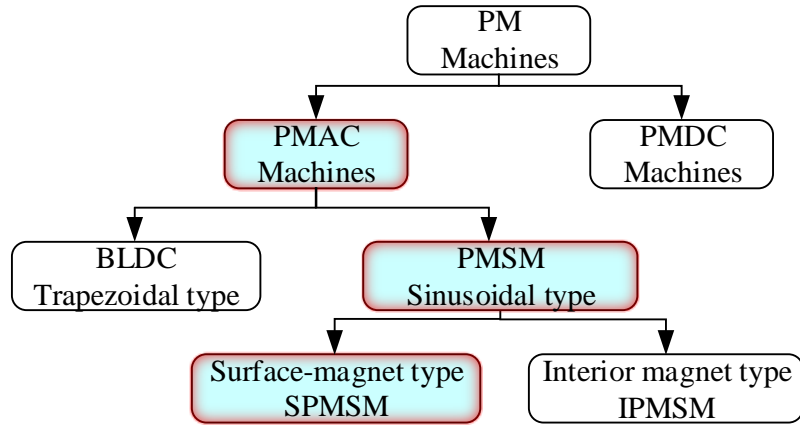 PM
Machines
PMAC
Machines
PMDC
Machines
BLDC
Trapezoidal type
PMSM
Sinusoidal type
Surface-magnet type
SPMSM
Interior magnet type
IPMSM